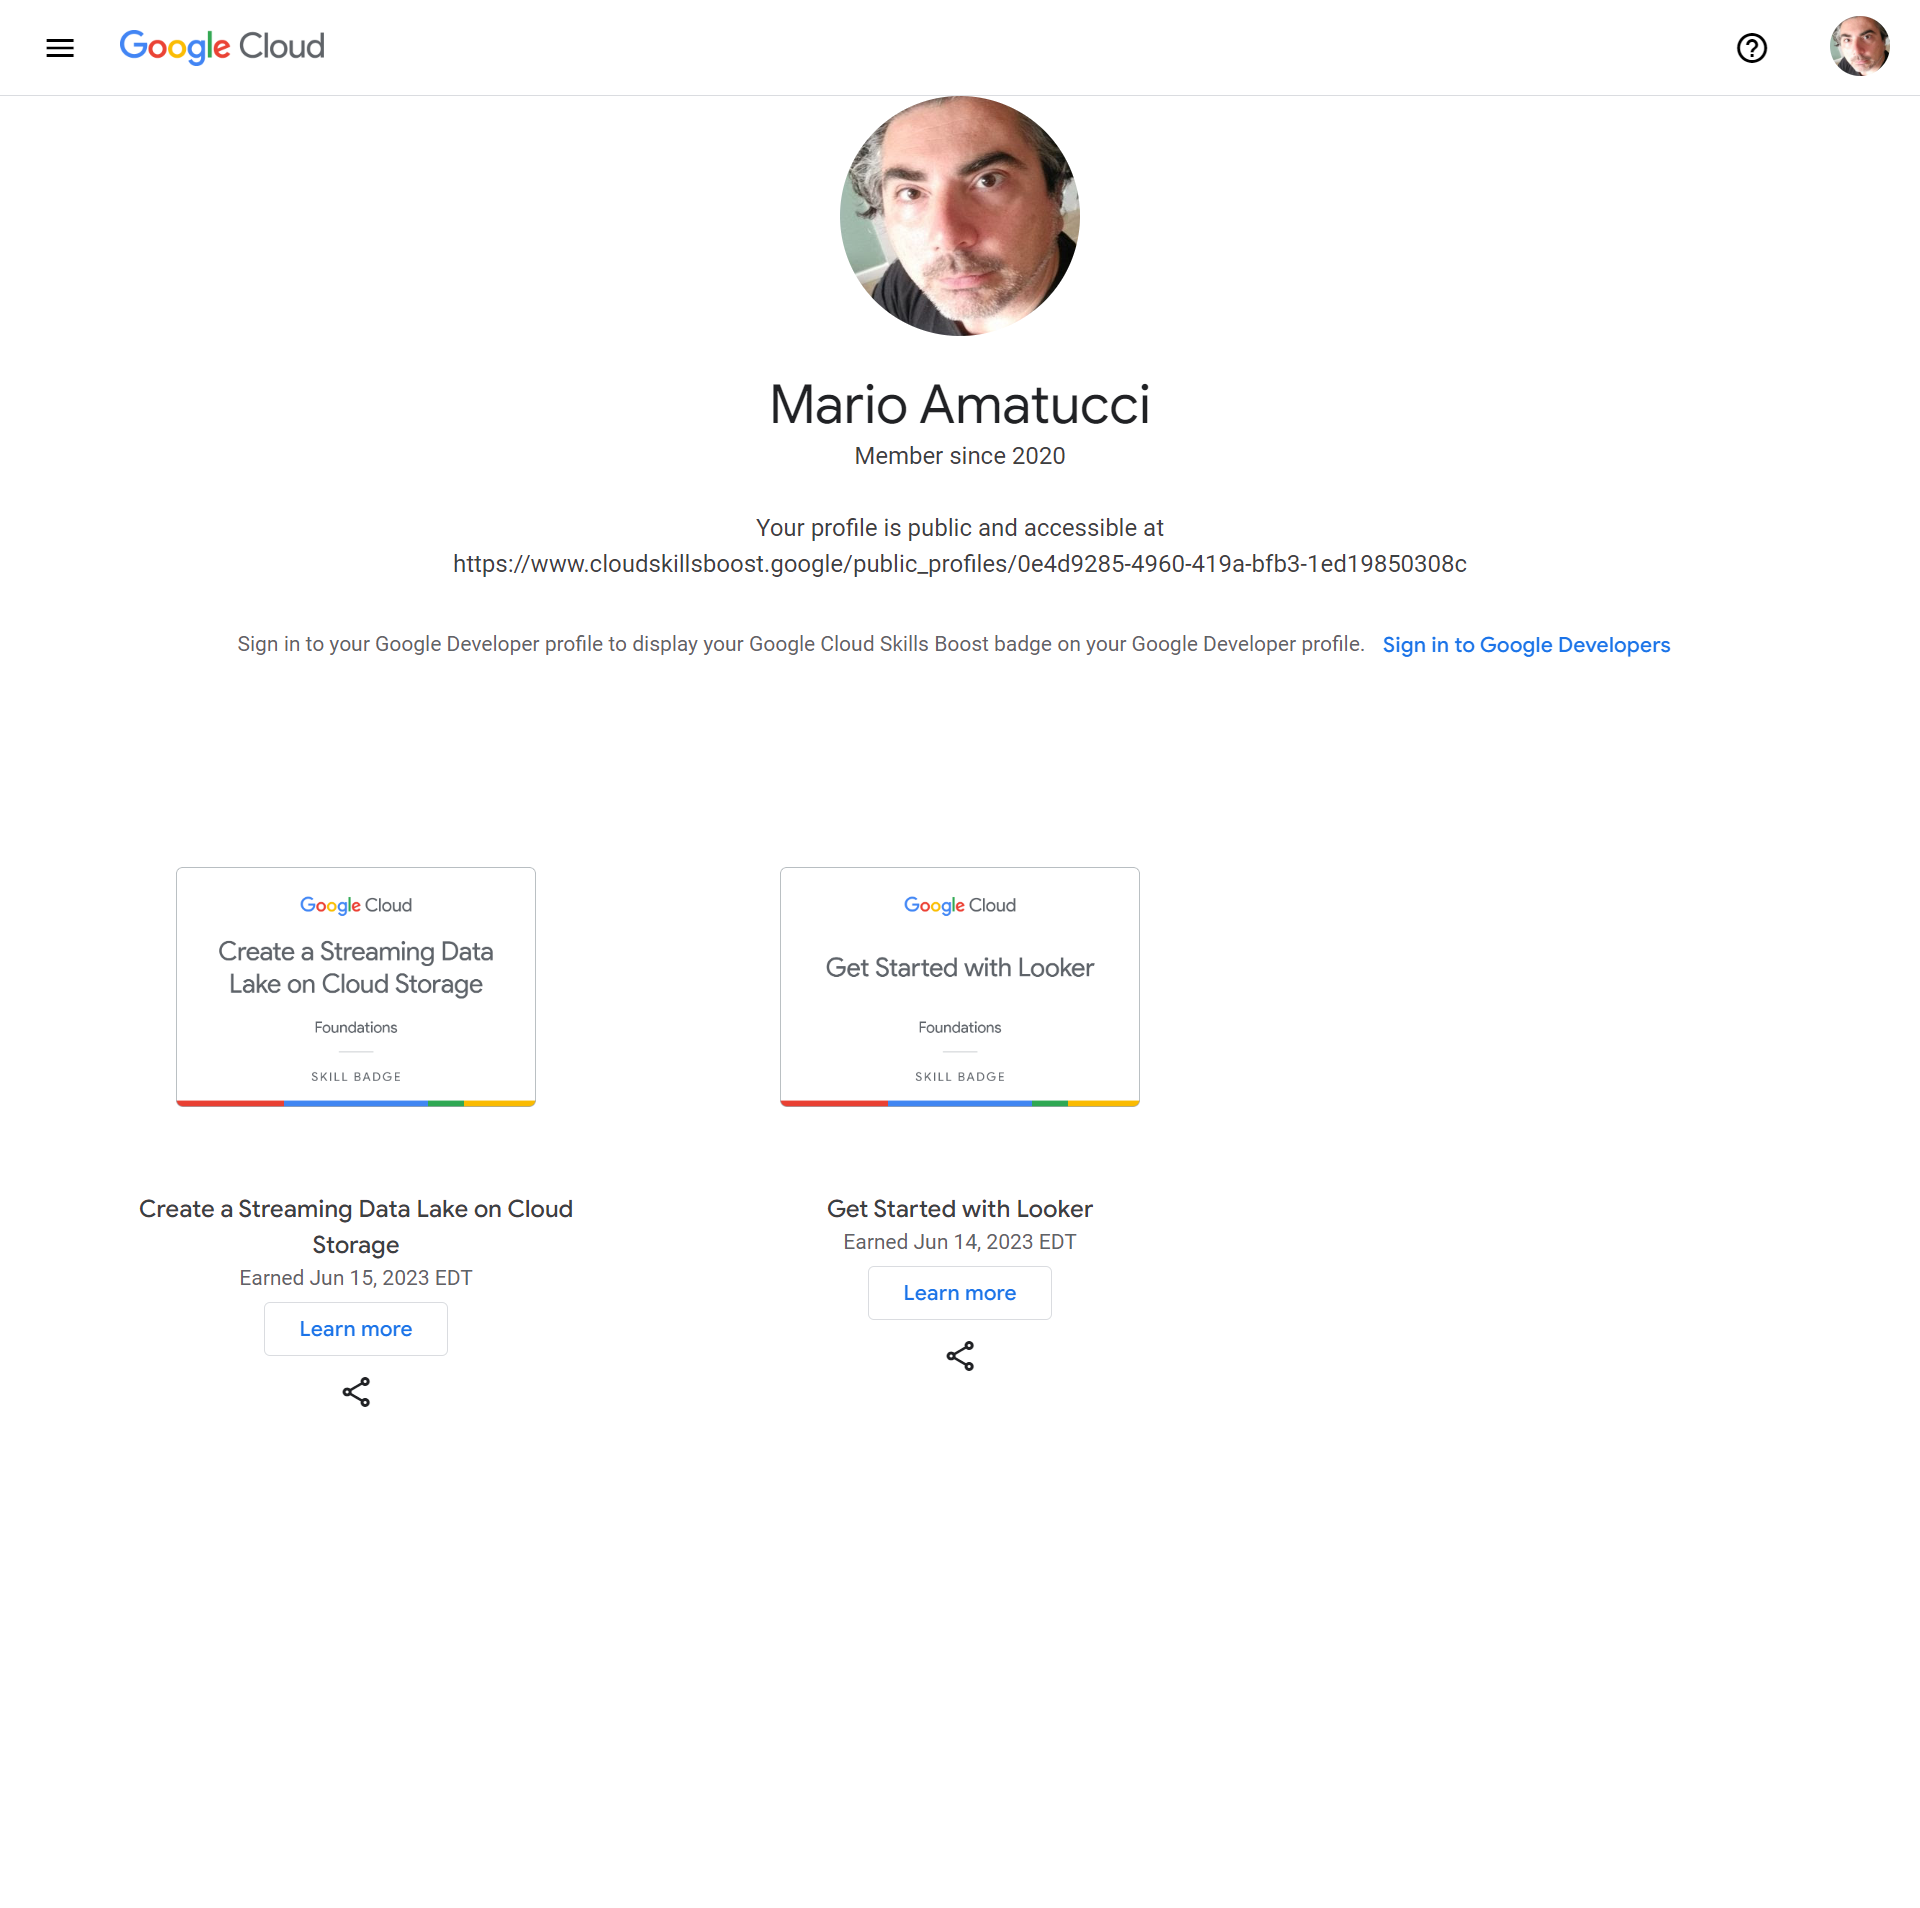 Google Cloud
Mario Amatucci
Member since 2020
Your profile is public and accessible at
https://www.cloudskillsboost.google/public_profiles/0e4d9285-4960-419a-bfb3-1ed19850308c
Sign in to your Google Developer profile to display your Google Cloud Skills Boost badge on your Google Developer profile. Sign in to Google Developers
Google Cloud
Create a Streaming Data
Lake on Cloud Storage
Foundations
SKILL BADGE
Create a Streaming Data Lake on Cloud
Storage
Earned Jun 15, 2023 EDT
Learn more
Google Cloud
Get Started with Looker
Foundations
SKILL BADGE
Get Started with Looker
Earned Jun 14, 2023 EDT
Learn more